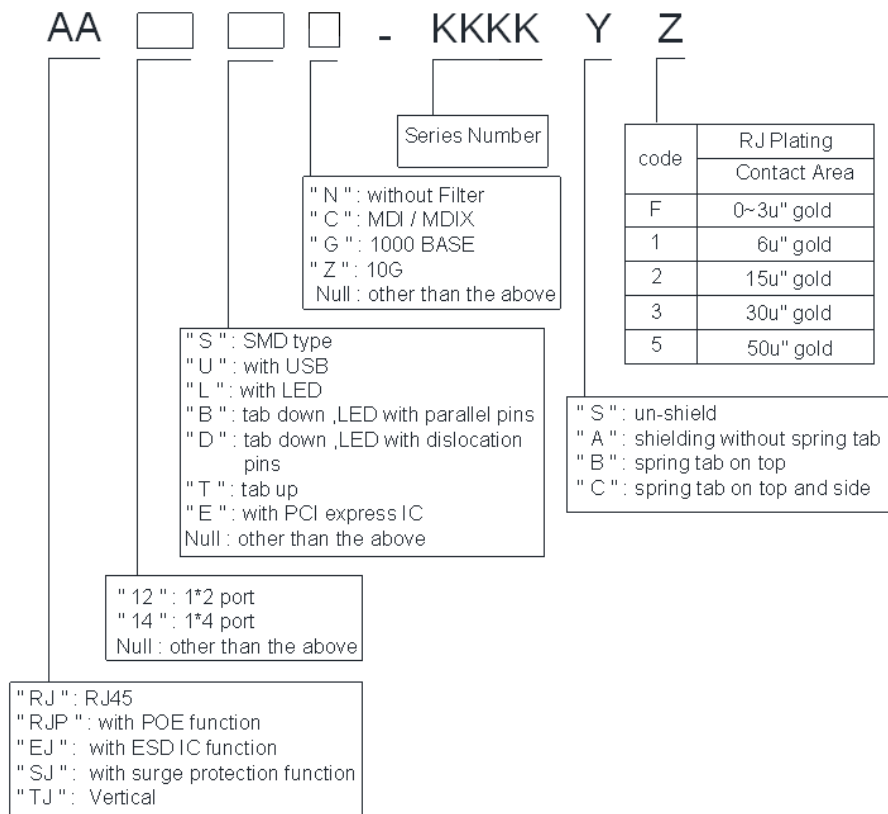 AA - KKKK Y Z
Series Number
code
RJ Plating
Contact Area
F 0~3u" gold
1 6u" gold
2 15u" gold
3 30u" gold
5 50u" gold
" N " : without Filter
" C " : MDI / MDIX
" G " : 1000 BASE
" Z " : 10G
Null : other than the above
" S " : SMD type
" U " : with USB
" L " : with LED
" B " : tab down ,LED with parallel pins
" D " : tab down ,LED with dislocation
pins
" T " : tab up
" E " : with PCI express IC
Null : other than the above
" S " : un-shield
" A " : shielding without spring tab
" B " : spring tab on top
" C " : spring tab on top and side
" 12 " : 1*2 port
" 14 " : 1*4 port
Null : other than the above
" RJ " : RJ45
" RJP " : with POE function
" EJ " : with ESD IC function
" SJ " : with surge protection function
" TJ " : Vertical